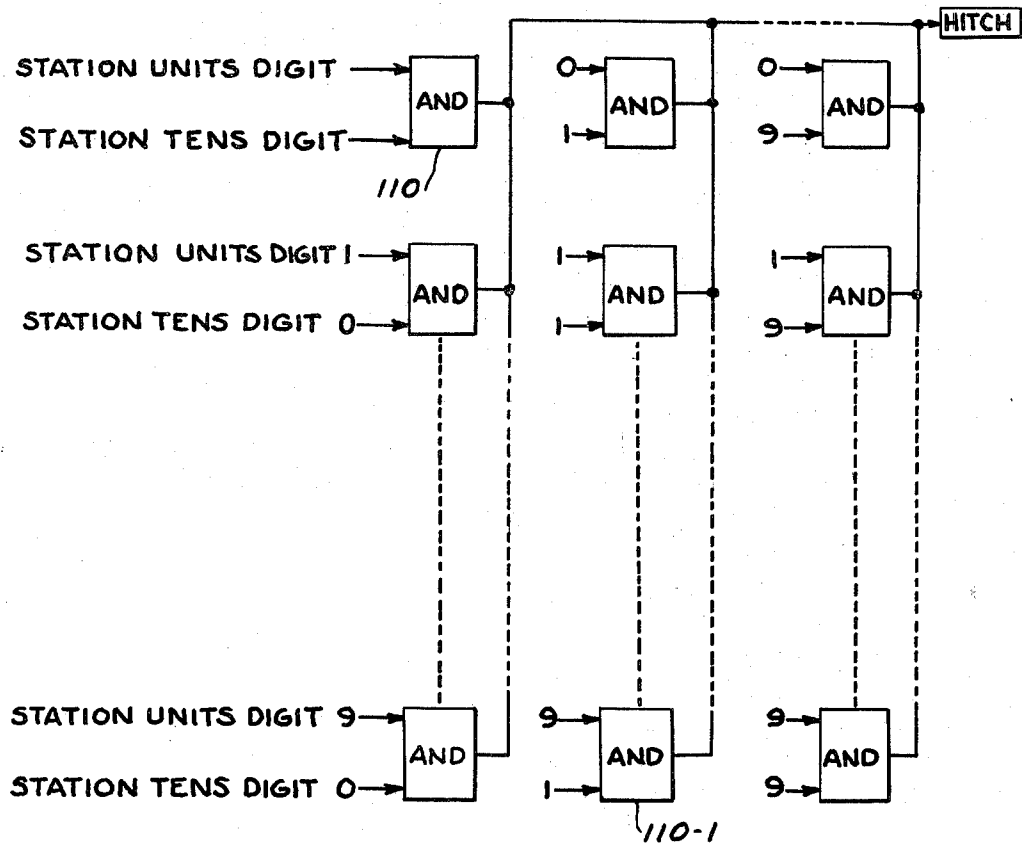 HITCH
STATION UNITS DIGIT
STATION TENS DIGIT
AND
110
0
1
AND
0
9
AND
STATION UNITS DIGIT 1
STATION TENS DIGIT 0
AND
1
1
AND
1
9
AND
STATION UNITS DIGIT 9
STATION TENS DIGIT 0
AND
9
1
AND
110-1
9
9
AND